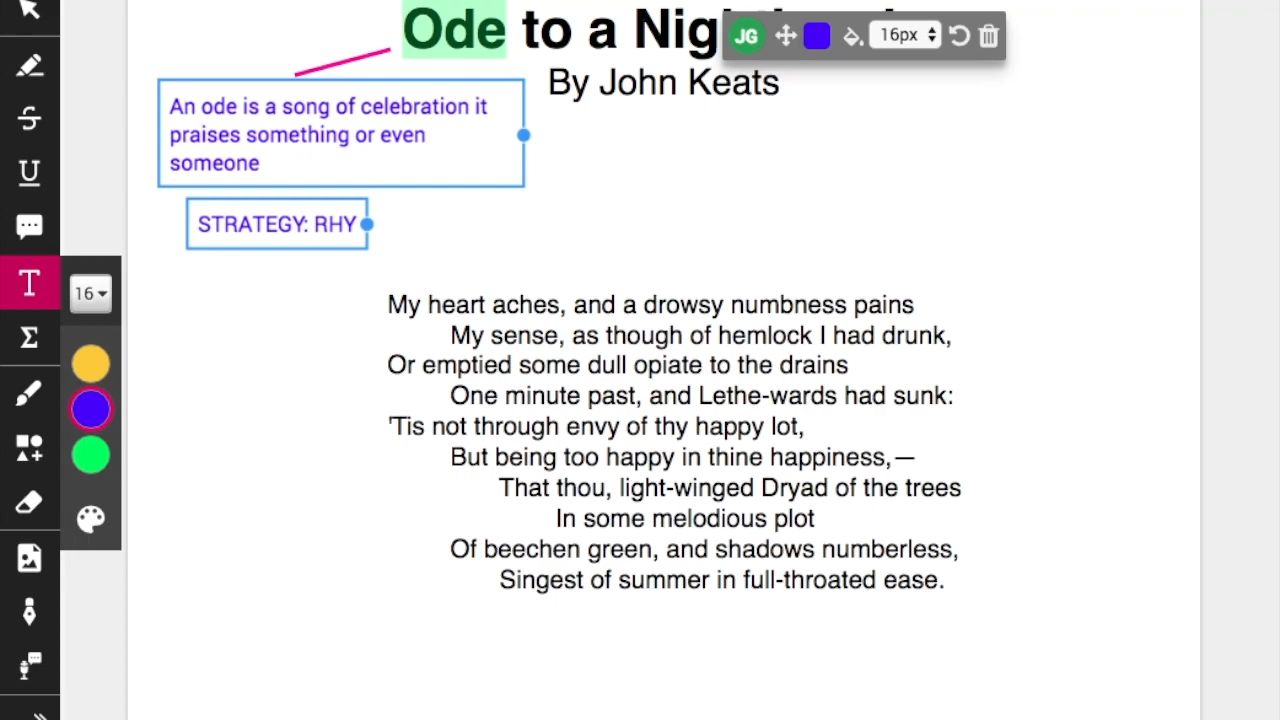 Ode to a Nig
JG
16px
By John Keats
An ode is a song of celebration it
praises something or even
someone
STRATEGY: RHY
T
16
Σ
My heart aches, and a drowsy numbness pains
My sense, as though of hemlock I had drunk,
Or emptied some dull opiate to the drains
One minute past, and Lethe-wards had sunk:
'Tis not through envy of thy happy lot,
But being too happy in thine happiness,—
That thou, light-winged Dryad of the trees
In some melodious plot
Of beechen green, and shadows numberless,
Singest of summer in full-throated ease.